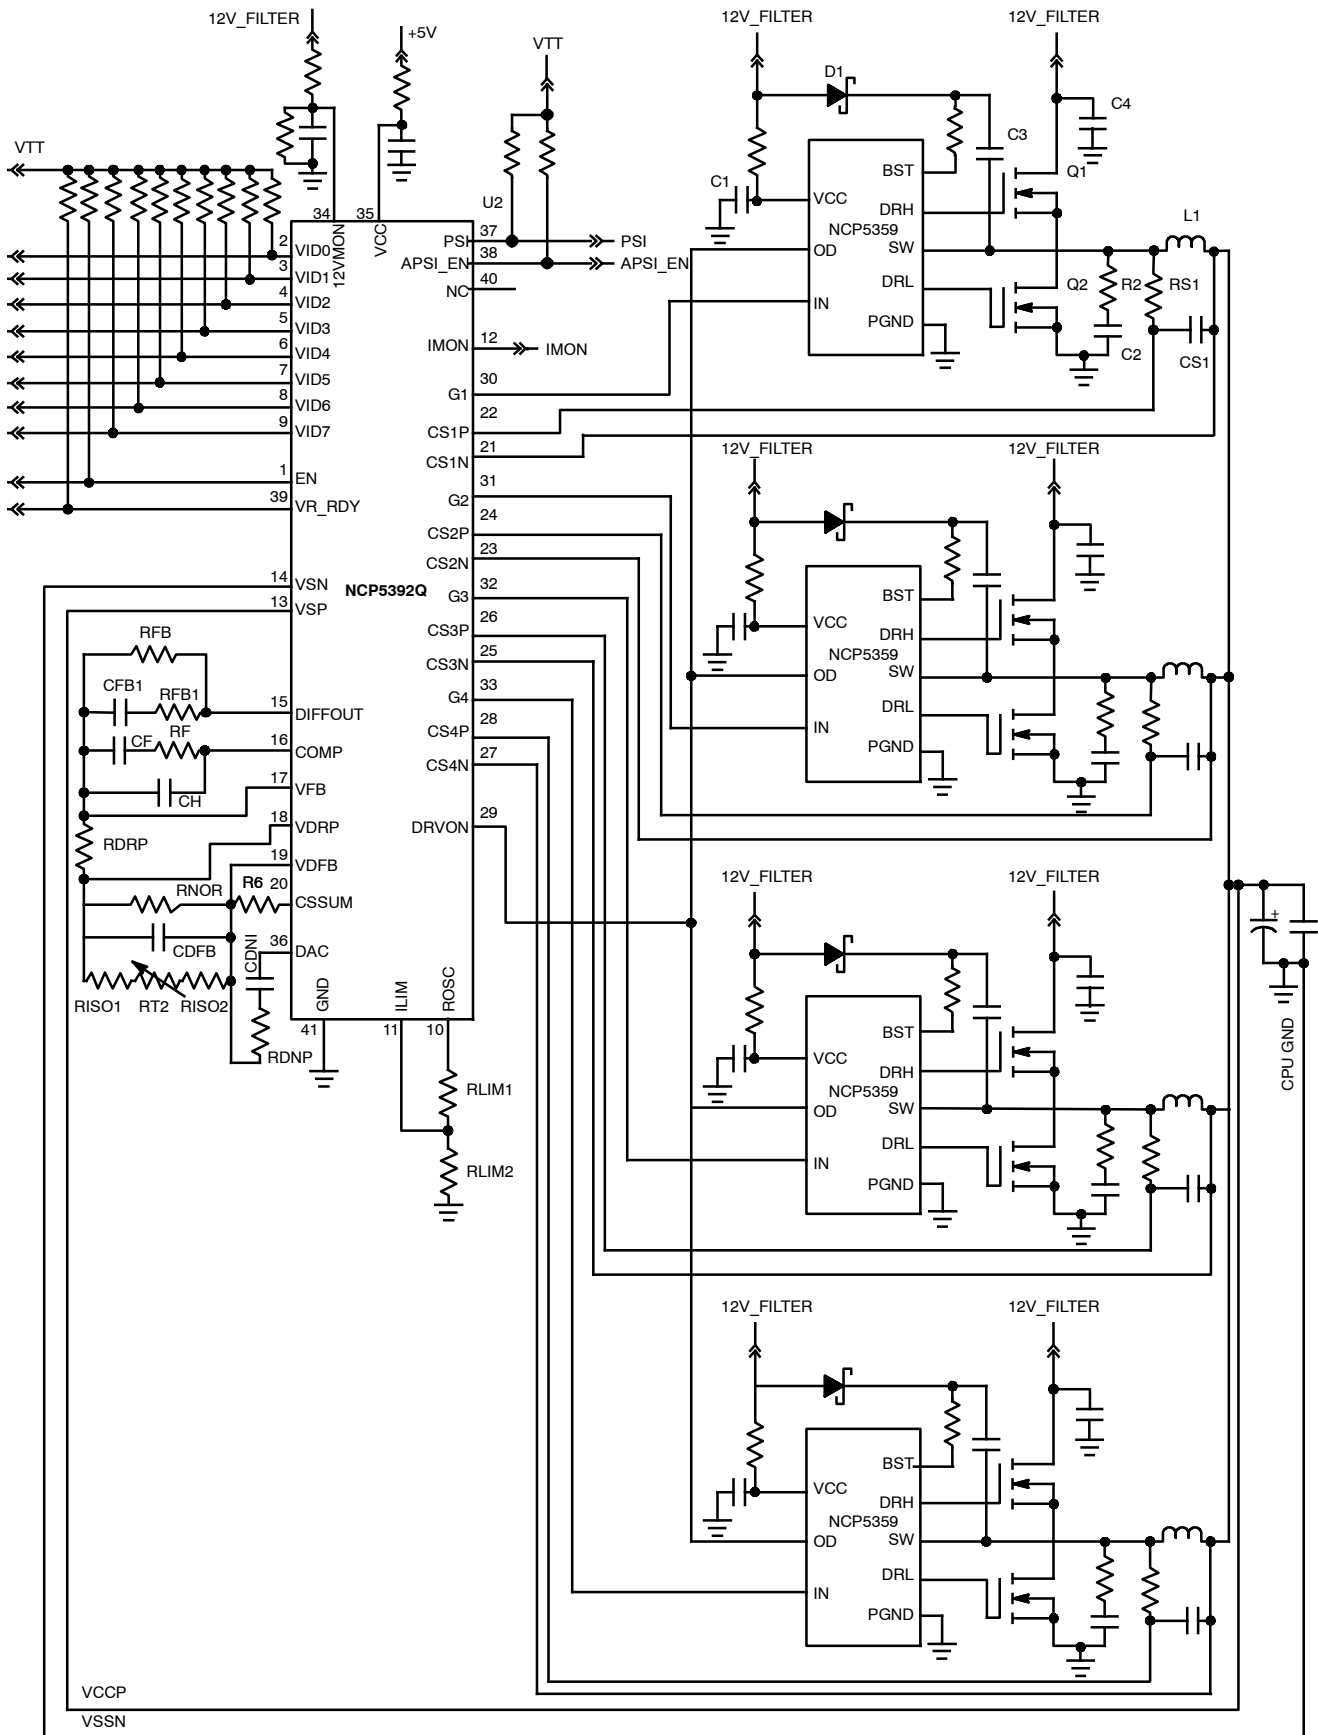 12V_FILTER
+5V
VTT
12V_FILTER
12V_FILTER
D1
C4
C3
VTT
BST
Q1
C1
U2
VCC
DRH
NCP5359
L1
34
35
37
2
12VMON
VCC
PSI
PSI
OD
SW
VID0
38
APSI_EN
APSI_EN
3
VID1
40
DRL
Q2
R2
RS1
NC
4
VID2
IN
5
VID3
PGND
12
IMON
IMON
6
VID4
C2
CS1
30
7
VID5
G1
8
VID6
22
9
VID7
CS1P
21
12V_FILTER
12V_FILTER
CS1N
1
EN
31
39
VR_RDY
G2
24
CS2P
23
CS2N
14
VSN
NCP5392Q
32
G3
BST
13
VSP
26
VCC
DRH
CS3P
RFB
25
NCP5359
CS3N
OD
SW
CFB1
RFB1
33
G4
DRL
15
DIFFOUT
28
IN
CS4P
CF
RF
16
COMP
27
PGND
CS4N
17
VFB
CH
18
VDRP
29
DRVON
RDRP
19
VDFB
12V_FILTER
12V_FILTER
RNOR
R6
20
CSSUM
+
36
DAC
CDFB
CDNI
RISO1
RT2
RISO2
GND
ILIM
ROSC
41
11
10
BST
RDNP
VCC
DRH
CPU GND
RLIM1
NCP5359
OD
SW
DRL
RLIM2
IN
PGND
12V_FILTER
12V_FILTER
BST
VCC
DRH
NCP5359
OD
SW
DRL
IN
PGND
VCCP
VSSN